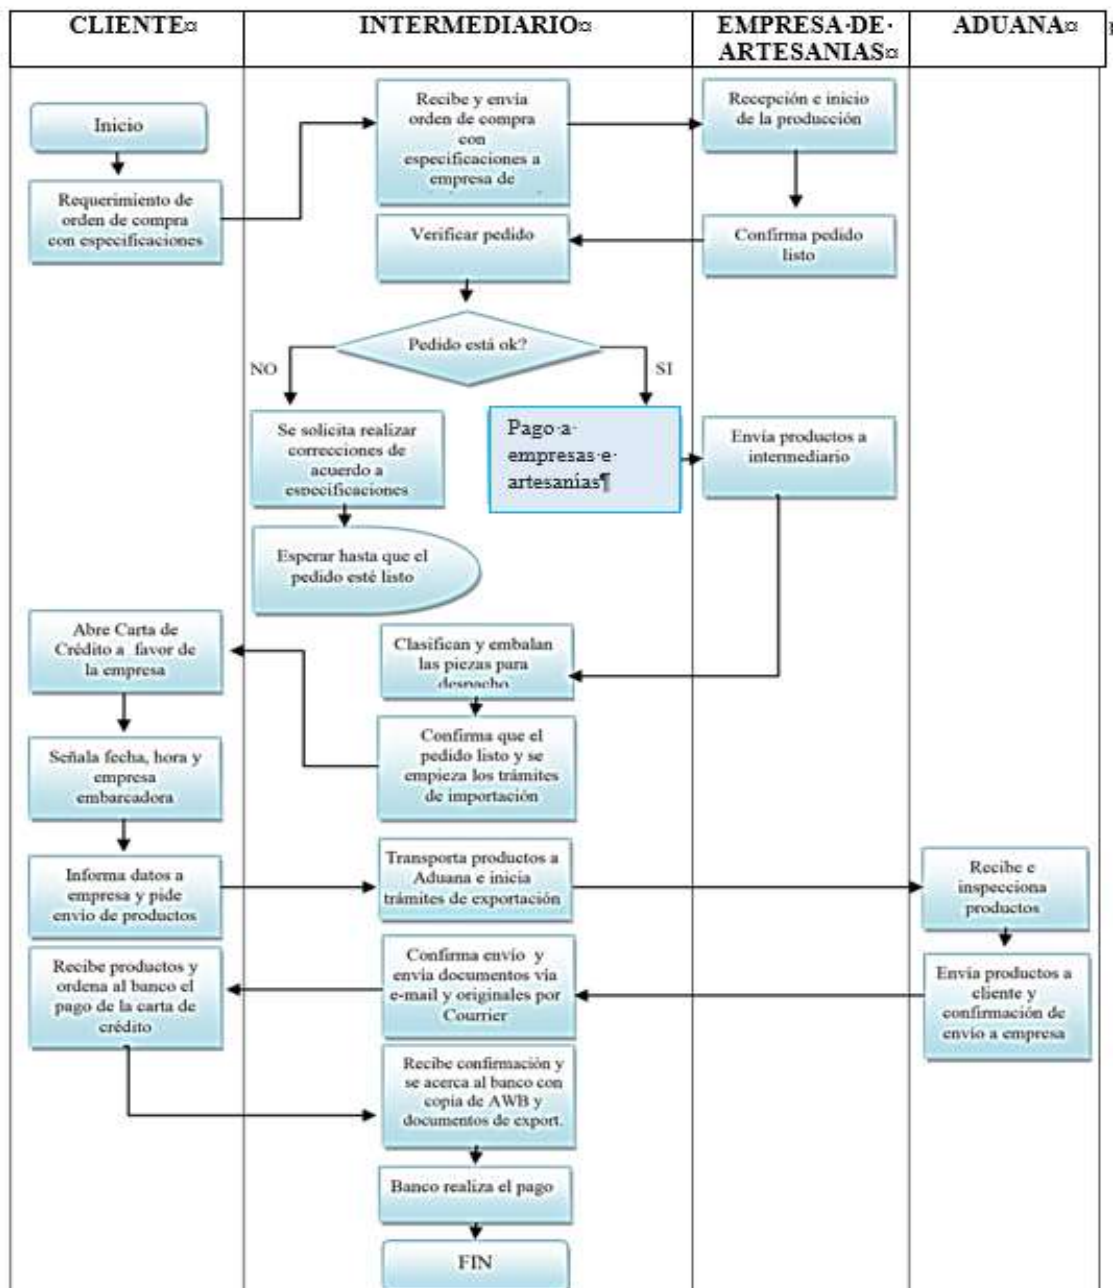 CLIENTE¤
INTERMEDIARIO¤
EMPRESA·DE·
ARTESANIAS¤
ADUANA¤
Inicio
Requerimiento de
orden de compra
con especificaciones
Recibe y envía
orden de compra
con
especificaciones a
empresa de
Recepción e inicio
de la producción
Verificar pedido
Confirma pedido
listo
Pedido está ok?
NO
SI
Se solicita realizar
correcciones de
acuerdo a
especificaciones
Pago·a·
empresas·e·
artesanías¶
Envía productos a
intermediario
Esperar hasta que el
pedido esté listo
Abre Carta de
Crédito a favor de
la empresa
Clasifican y embalan
las piezas para
despacho
Señala fecha, hora y
empresa
embarcadora
Confirma que el
pedido listo y se
empieza los trámites
de importación
Informa datos a
empresa y pide
envio de productos
Transporta productos a
Aduana e inicia
trámites de exportación
Recibe e
inspecciona
productos
Recibe productos y
ordena al banco el
pago de la carta de
crédito
Confirma envío y
envía documentos vía
e-mail y originales por
Courrier
Envía productos a
cliente y
confirmación de
envío a empresa
Recibe confirmación y
se acerca al banco con
copia de AWB y
documentos de export.
Banco realiza el pago
FIN